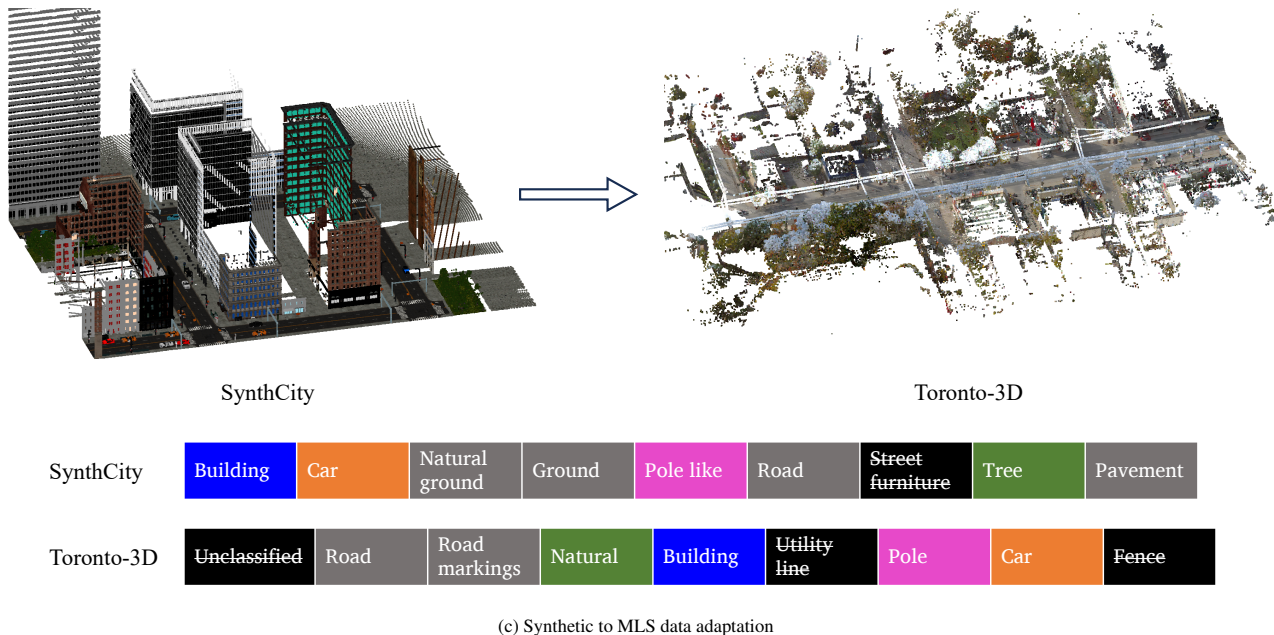 SynthCity
Toronto-3D
SynthCity
Building
Car
Natural
ground
Ground
Pole like
Road
Street
furniture
Tree
Pavement
Toronto-3D
Unclassified
Road
Road
markings
Natural
Building
Utility
line
Pole
Car
Fence
(c) Synthetic to MLS data adaptation